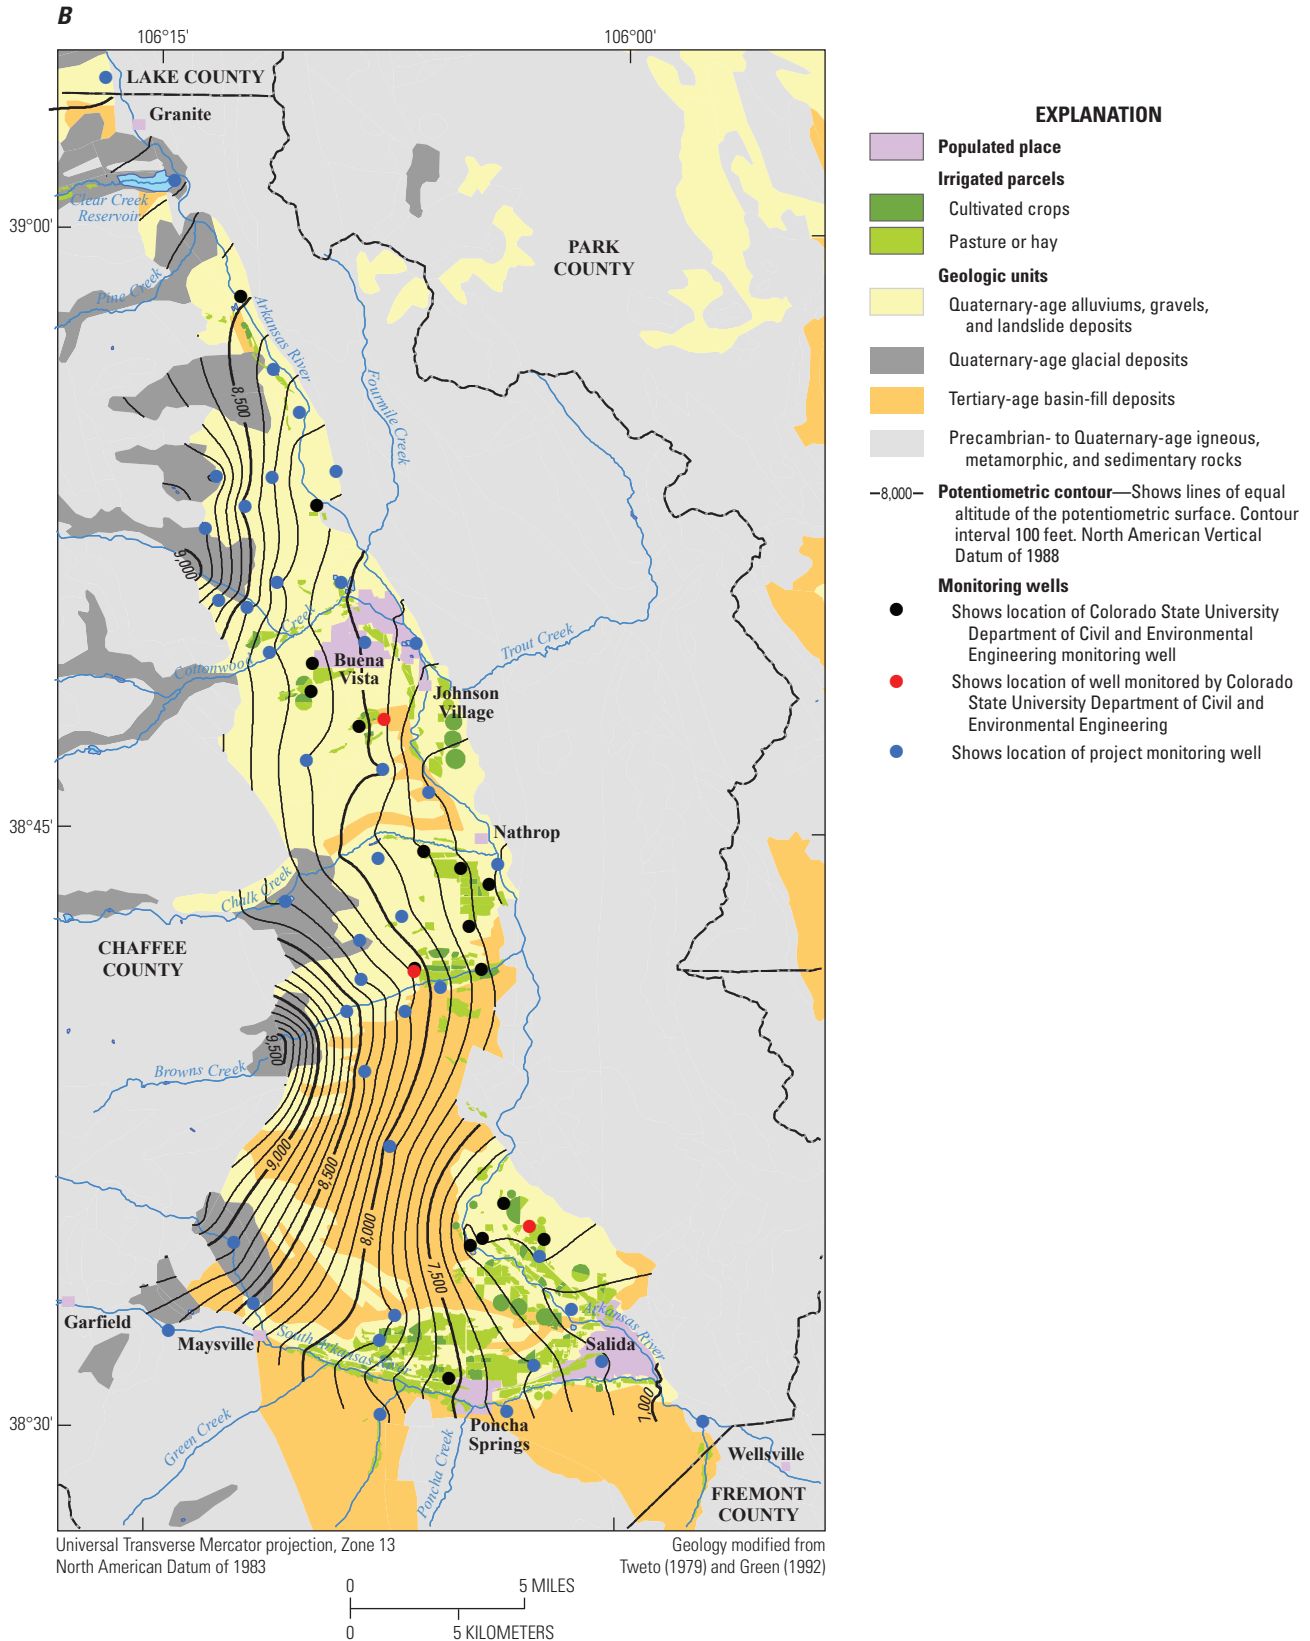 B
106°15'
106°00'
LAKE COUNTY
Granite
Clear Creek
Reservoir
39°00'
PARK
COUNTY
Pine Creek
Arkansas River
Fourmile Creek
8,500
9,000
Creek
Cottonwood
Buena
Vista
Trout Creek
Johnson
Village
38°45'
Nathrop
Chalk Creek
CHAFFEE
COUNTY
9,500
Browns Creek
9,000
8,500
8,000
7,500
Garfield
Maysville
South Arkansas River
Arkansas River
Salida
7,000
38°30'
Green Creek
Poncha Creek
Poncha
Springs
Wellsville
FREMONT
COUNTY
Universal Transverse Mercator projection, Zone 13
North American Datum of 1983
Geology modified from
Tweto (1979) and Green (1992)
0 5 MILES
0 5 KILOMETERS
EXPLANATION
Populated place
Irrigated parcels
Cultivated crops
Pasture or hay
Geologic units
Quaternary-age alluviums, gravels,
and landslide deposits
Quaternary-age glacial deposits
Tertiary-age basin-fill deposits
Precambrian- to Quaternary-age igneous,
metamorphic, and sedimentary rocks
8,000 Potentiometric contour—Shows lines of equal
altitude of the potentiometric surface. Contour
interval 100 feet. North American Vertical
Datum of 1988
Monitoring wells
Shows location of Colorado State University
Department of Civil and Environmental
Engineering monitoring well
Shows location of well monitored by Colorado
State University Department of Civil and
Environmental Engineering
Shows location of project monitoring well